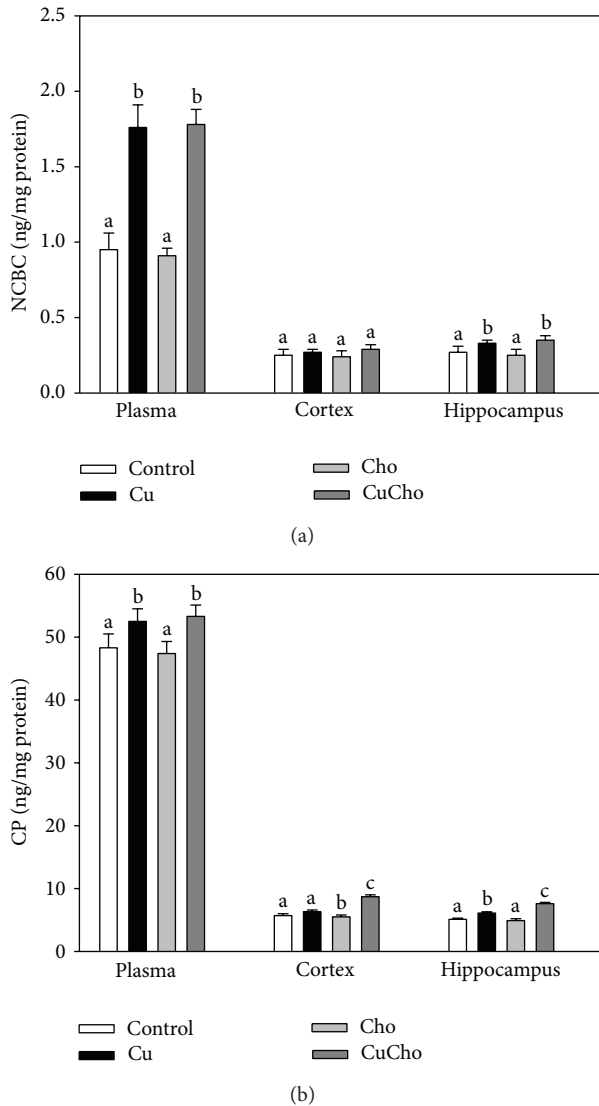 2.5
2.0
1.5
1.0
0.5
0.0
NCBC (ng/mg protein)
a b a b
a a a a
a b a b
Plasma Cortex Hippocampus
Control Cho
Cu CuCho
(a)
60
50
40
30
20
10
0
CP (ng/mg protein)
a b a b
a a b c
a b a c
Plasma Cortex Hippocampus
Control Cho
Cu CuCho
(b)